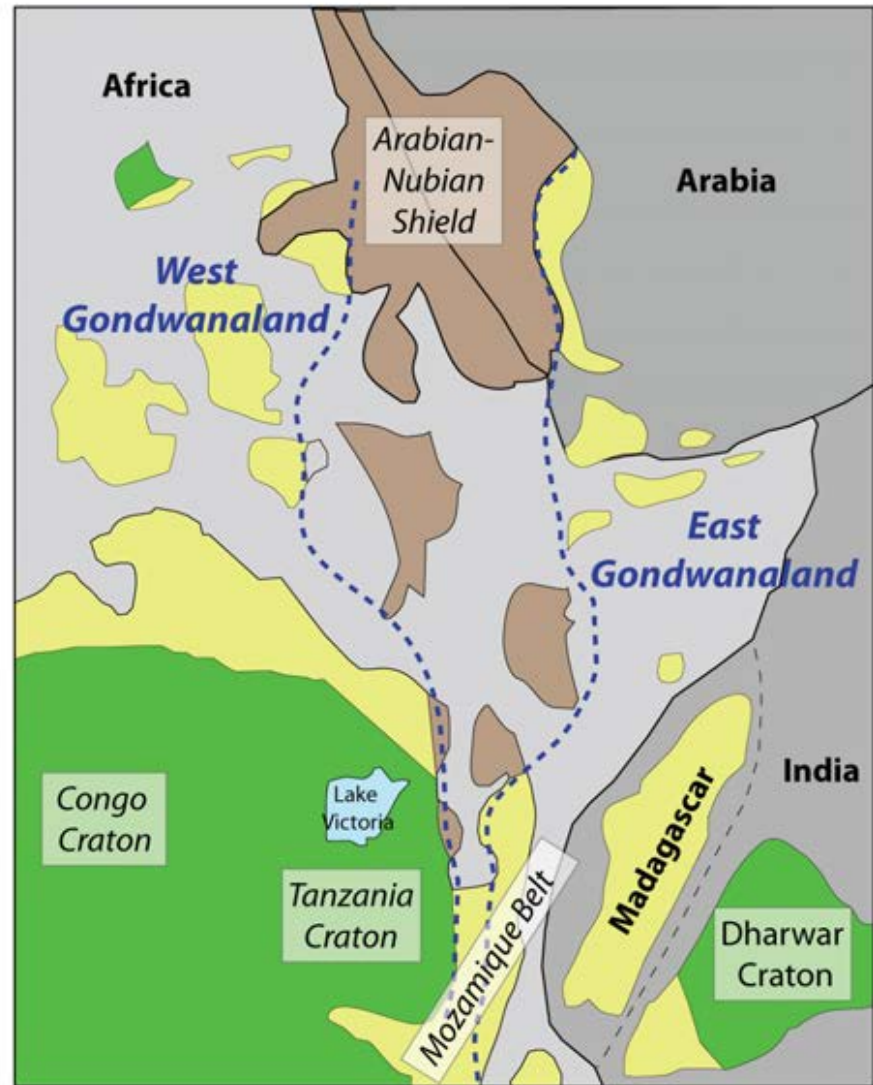 Africa
Arabian-
Nubian
Shield
Arabia
West
Gondwanaland
East
Gondwanaland
Congo
Craton
Lake
Victoria
Tanzania
Craton
Mozamique Belt
Madagascar
India
Dharwar
Craton